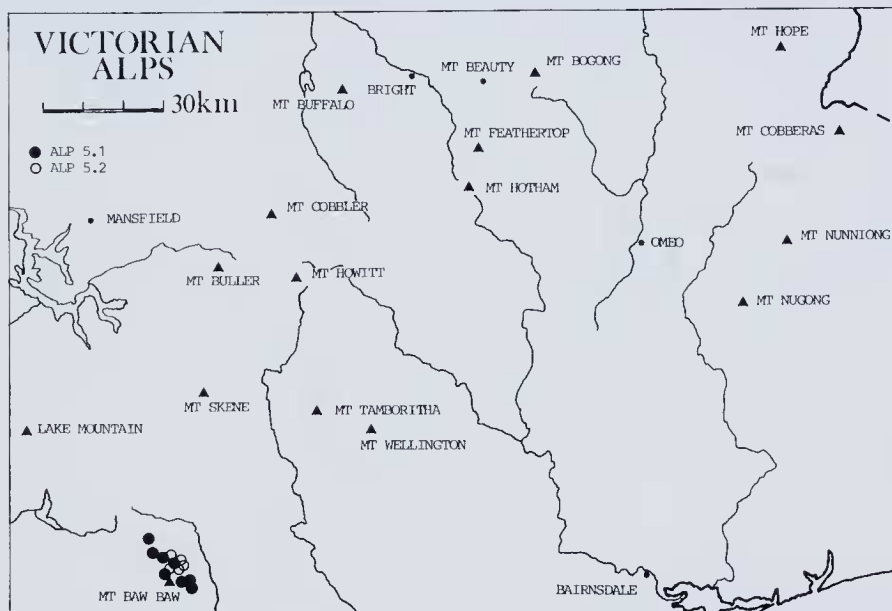 VICTORIAN
ALPS
30km
ALP 5.1
ALP 5.2
MT HOPE
MT BEAUTY
MT BOGONG
BRIGHT
MT BUFFALO
MT FEATHERTOP
MT COBBERAS
MT HOTHAM
MT COBBLER
MANSFIELD
OMEO
MT NUNNIONG
MT BULLER
MT HOWITT
MT NUGONG
MT SKENE
MT TAMBORITHA
LAKE MOUNTAIN
MT WELLINGTON
MT BAW BAW
BAIRNSDALE